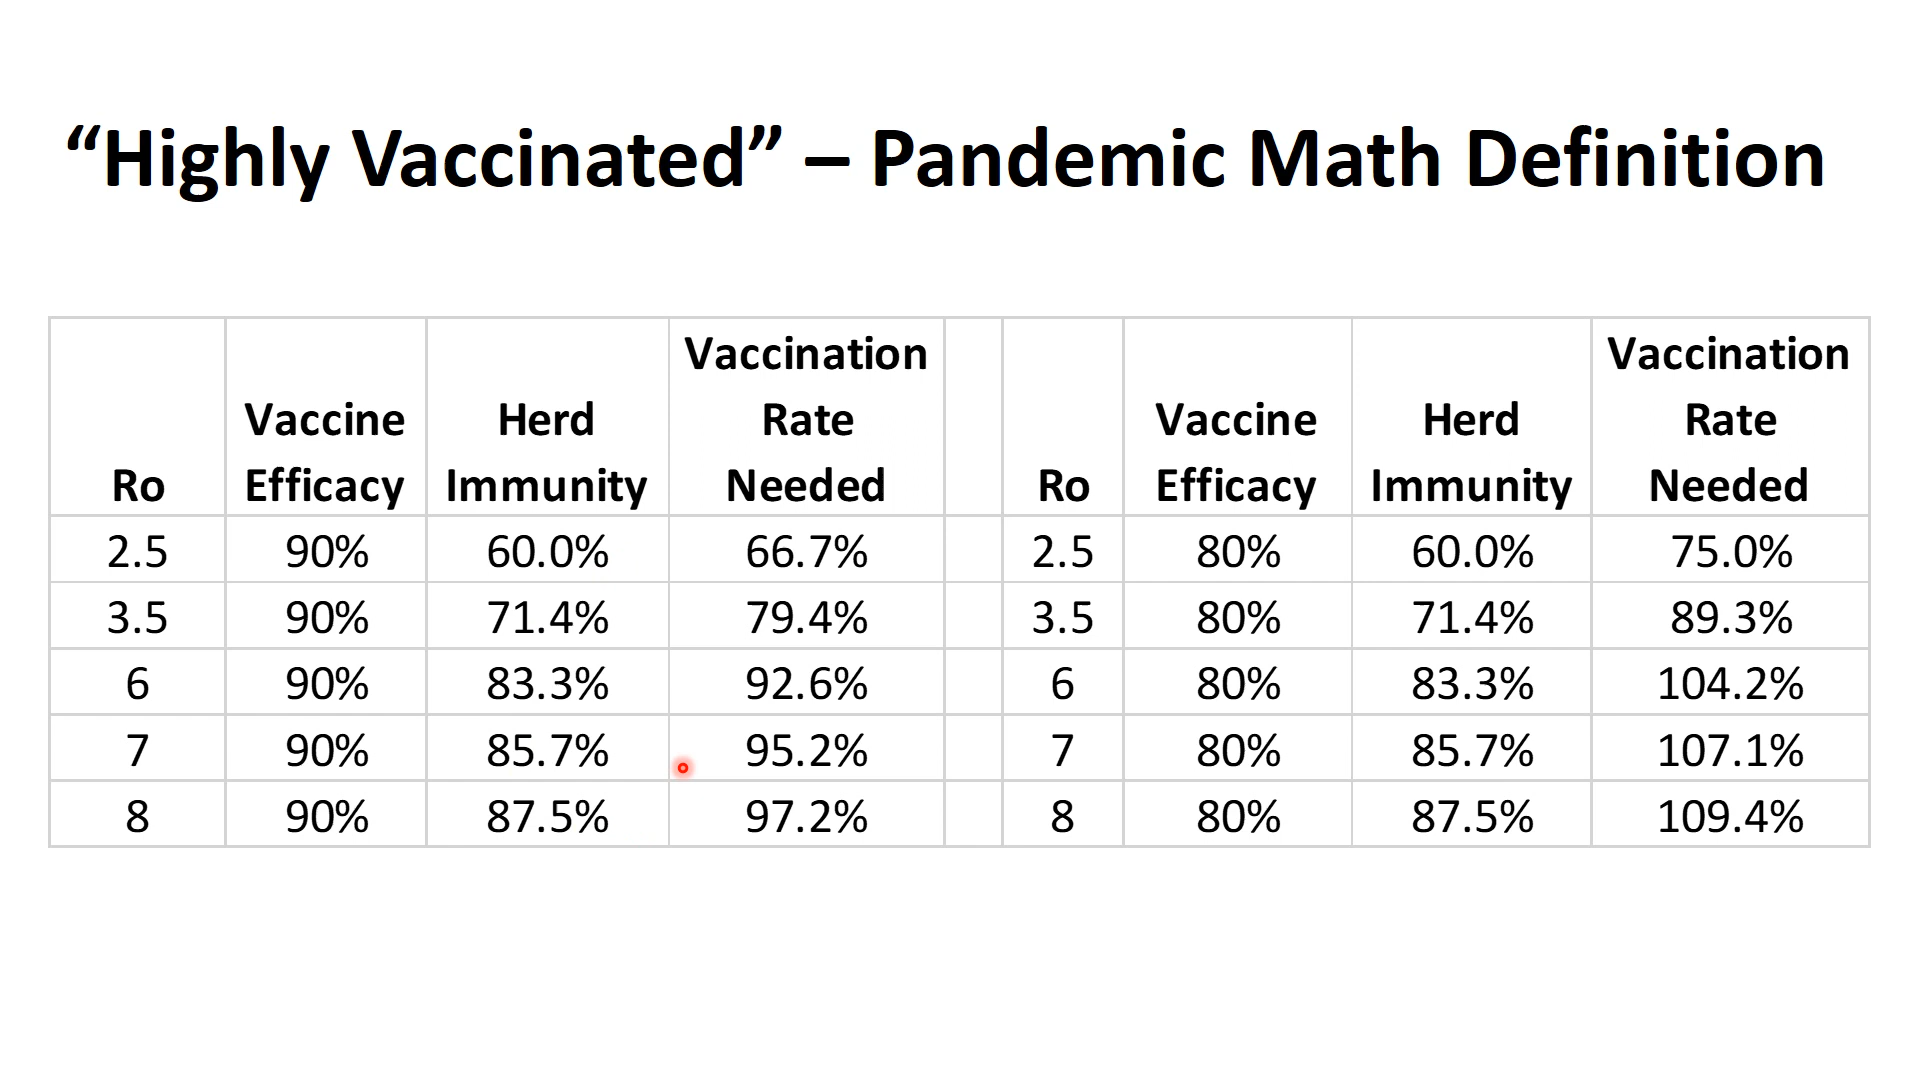 “Highly Vaccinated” – Pandemic Math Definition
Vaccination Vaccination
Vaccine Herd Rate Vaccine Herd Rate
Ro Efficacy Immunity Needed Ro Efficacy Immunity Needed
2.5 90% 60.0% 66.7% 2.5 80% 60.0% 75.0%
3.5 90% 71.4% 79.4% 3.5 80% 71.4% 89.3%
6 90% 83.3% 92.6% 6 80% 83.3% 104.2%
7 90% 85.7% 95.2% 7 80% 85.7% 107.1%
8 90% 87.5% 97.2% 8 80% 87.5% 109.4%